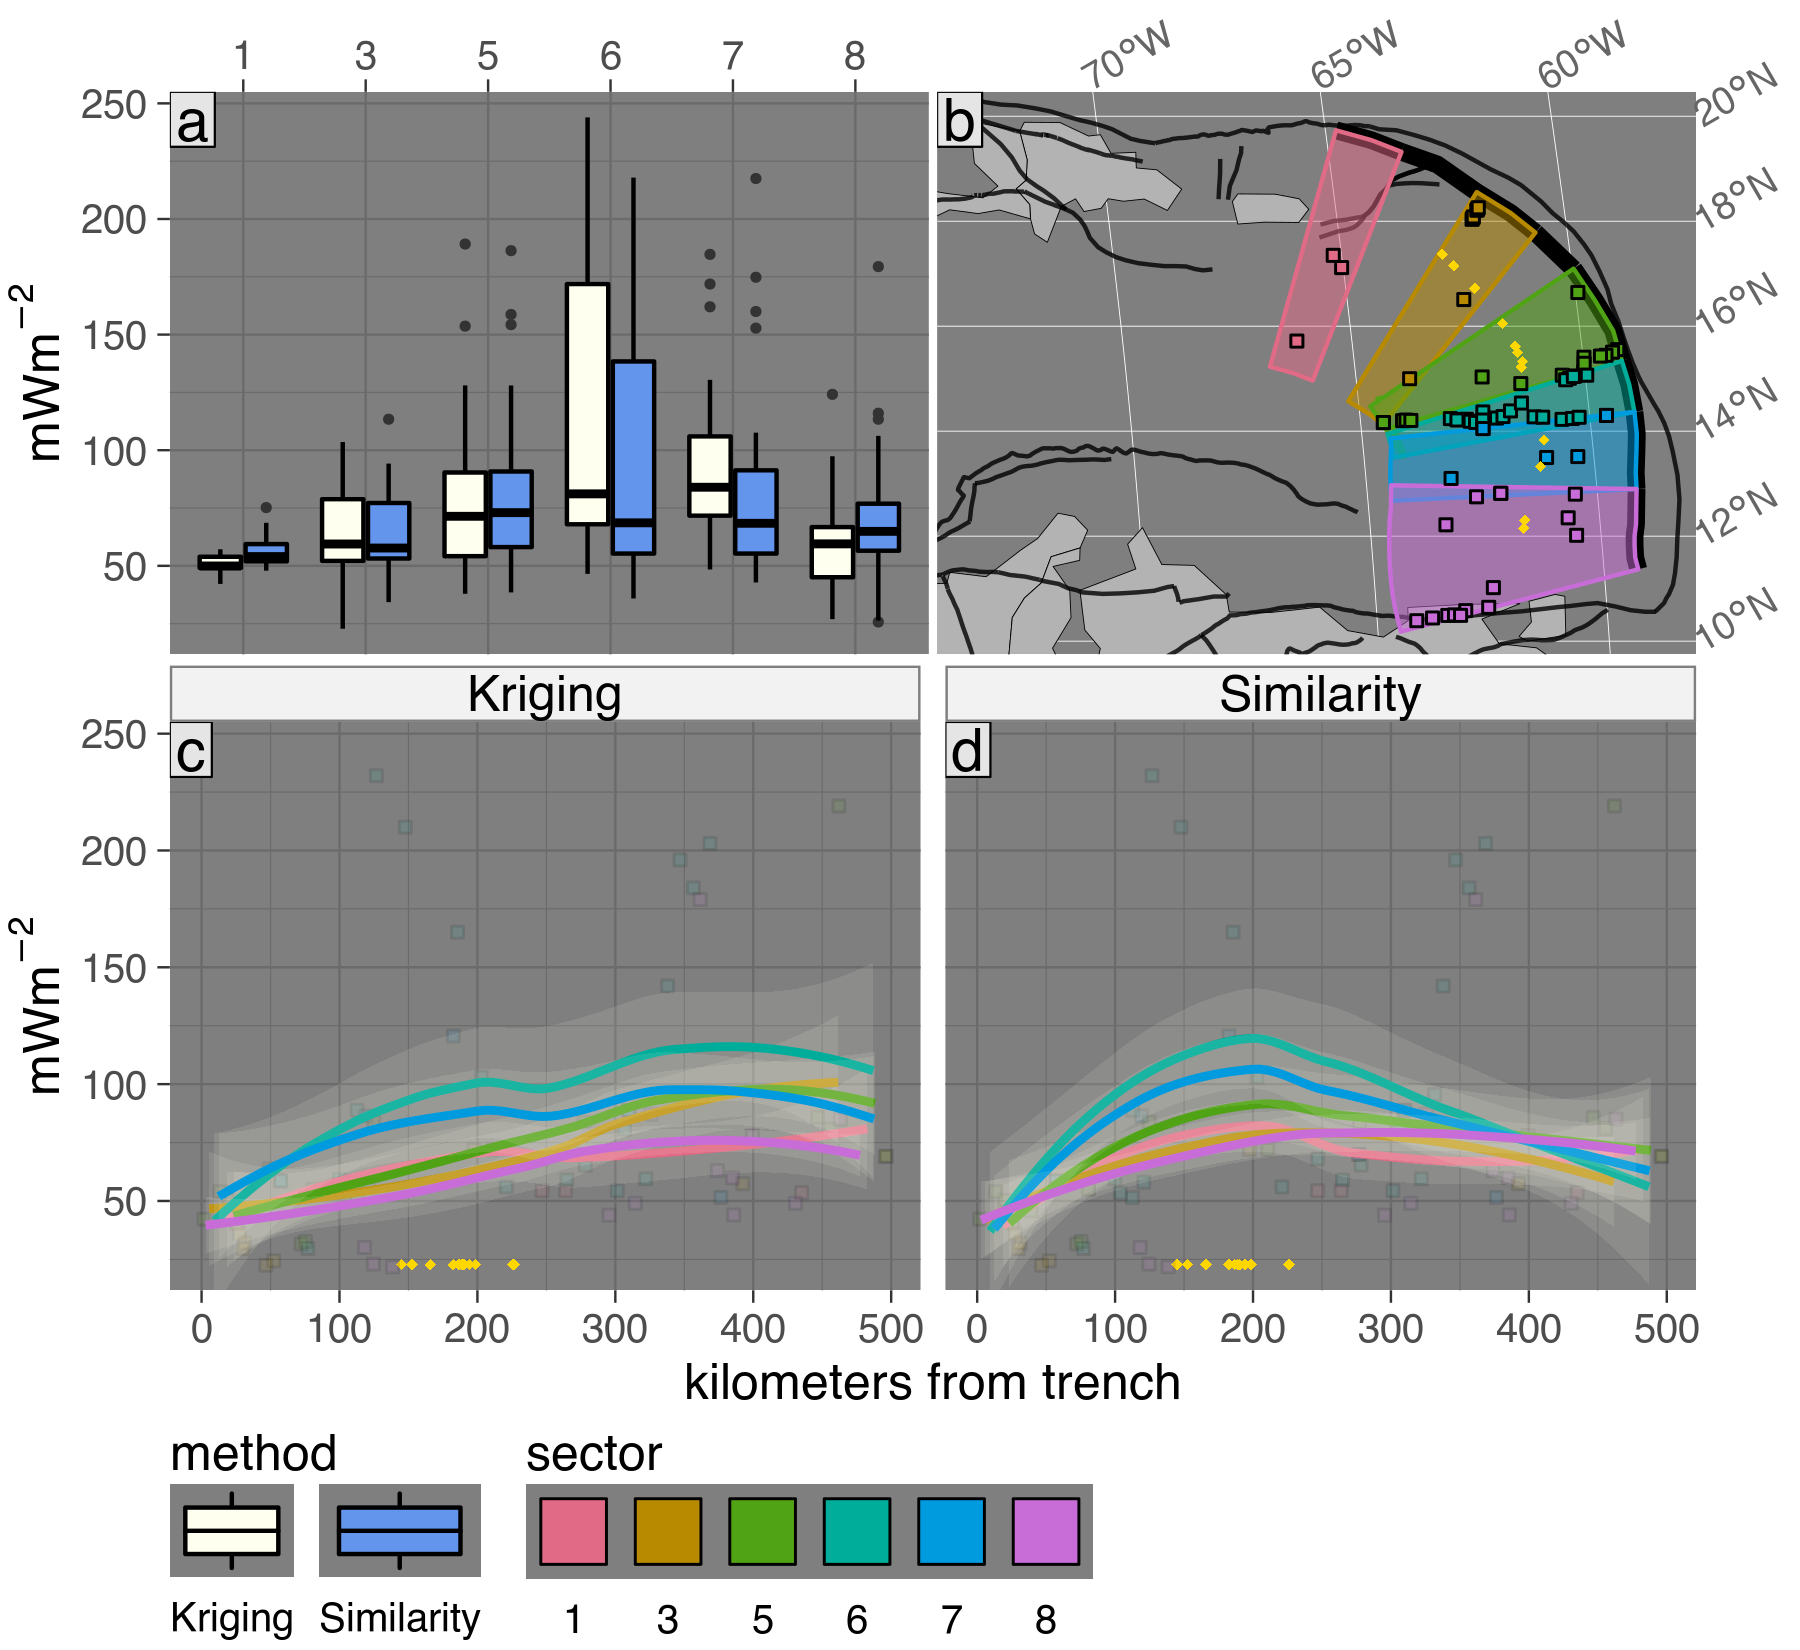 1 3 5 6 7 8
70°W 65°W 60°W
a
b
250
200
150
100
50
mWm−2
20°N
18°N
16°N
14°N
12°N
10°N
Kriging
Similarity
c
d
250
200
150
100
50
mWm−2
0 100 200 300 400 500
0 100 200 300 400 500
kilometers from trench
method
sector
Kriging Similarity
1 3 5 6 7 8